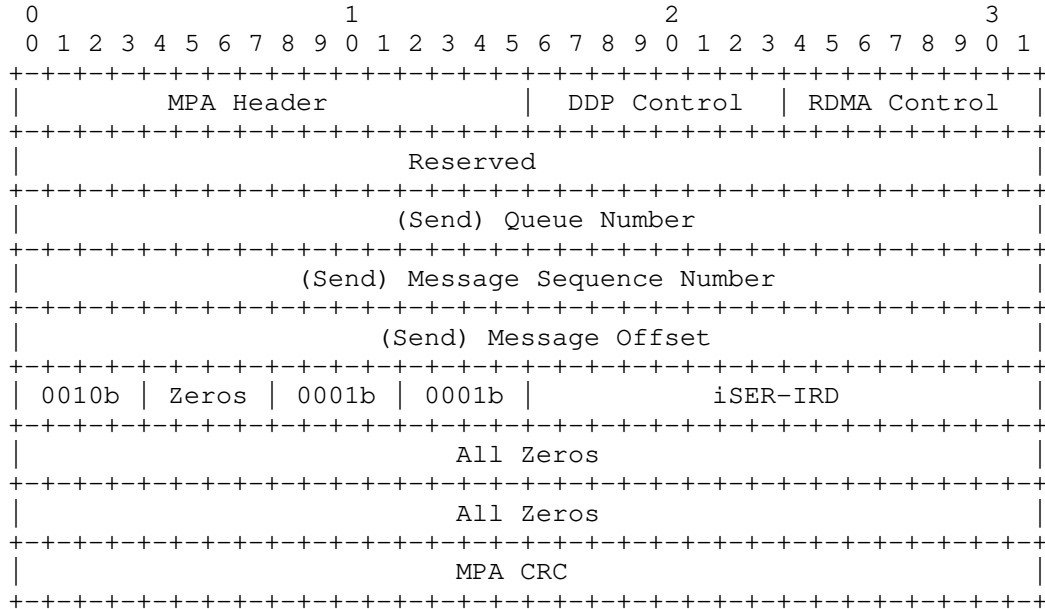 0                   1                   2                   3
 0 1 2 3 4 5 6 7 8 9 0 1 2 3 4 5 6 7 8 9 0 1 2 3 4 5 6 7 8 9 0 1
+-+-+-+-+-+-+-+-+-+-+-+-+-+-+-+-+-+-+-+-+-+-+-+-+-+-+-+-+-+-+-+-+
|         MPA Header            |  DDP Control  | RDMA Control  |
+-+-+-+-+-+-+-+-+-+-+-+-+-+-+-+-+-+-+-+-+-+-+-+-+-+-+-+-+-+-+-+-+
|                        Reserved                               |
+-+-+-+-+-+-+-+-+-+-+-+-+-+-+-+-+-+-+-+-+-+-+-+-+-+-+-+-+-+-+-+-+
|                       (Send) Queue Number                     |
+-+-+-+-+-+-+-+-+-+-+-+-+-+-+-+-+-+-+-+-+-+-+-+-+-+-+-+-+-+-+-+-+
|                 (Send) Message Sequence Number                |
+-+-+-+-+-+-+-+-+-+-+-+-+-+-+-+-+-+-+-+-+-+-+-+-+-+-+-+-+-+-+-+-+
|                      (Send) Message Offset                    |
+-+-+-+-+-+-+-+-+-+-+-+-+-+-+-+-+-+-+-+-+-+-+-+-+-+-+-+-+-+-+-+-+
| 0010b | Zeros | 0001b | 0001b |           iSER-IRD            |
+-+-+-+-+-+-+-+-+-+-+-+-+-+-+-+-+-+-+-+-+-+-+-+-+-+-+-+-+-+-+-+-+
|                           All Zeros                           |
+-+-+-+-+-+-+-+-+-+-+-+-+-+-+-+-+-+-+-+-+-+-+-+-+-+-+-+-+-+-+-+-+
|                           All Zeros                           |
+-+-+-+-+-+-+-+-+-+-+-+-+-+-+-+-+-+-+-+-+-+-+-+-+-+-+-+-+-+-+-+-+
|                           MPA CRC                             |
+-+-+-+-+-+-+-+-+-+-+-+-+-+-+-+-+-+-+-+-+-+-+-+-+-+-+-+-+-+-+-+-+